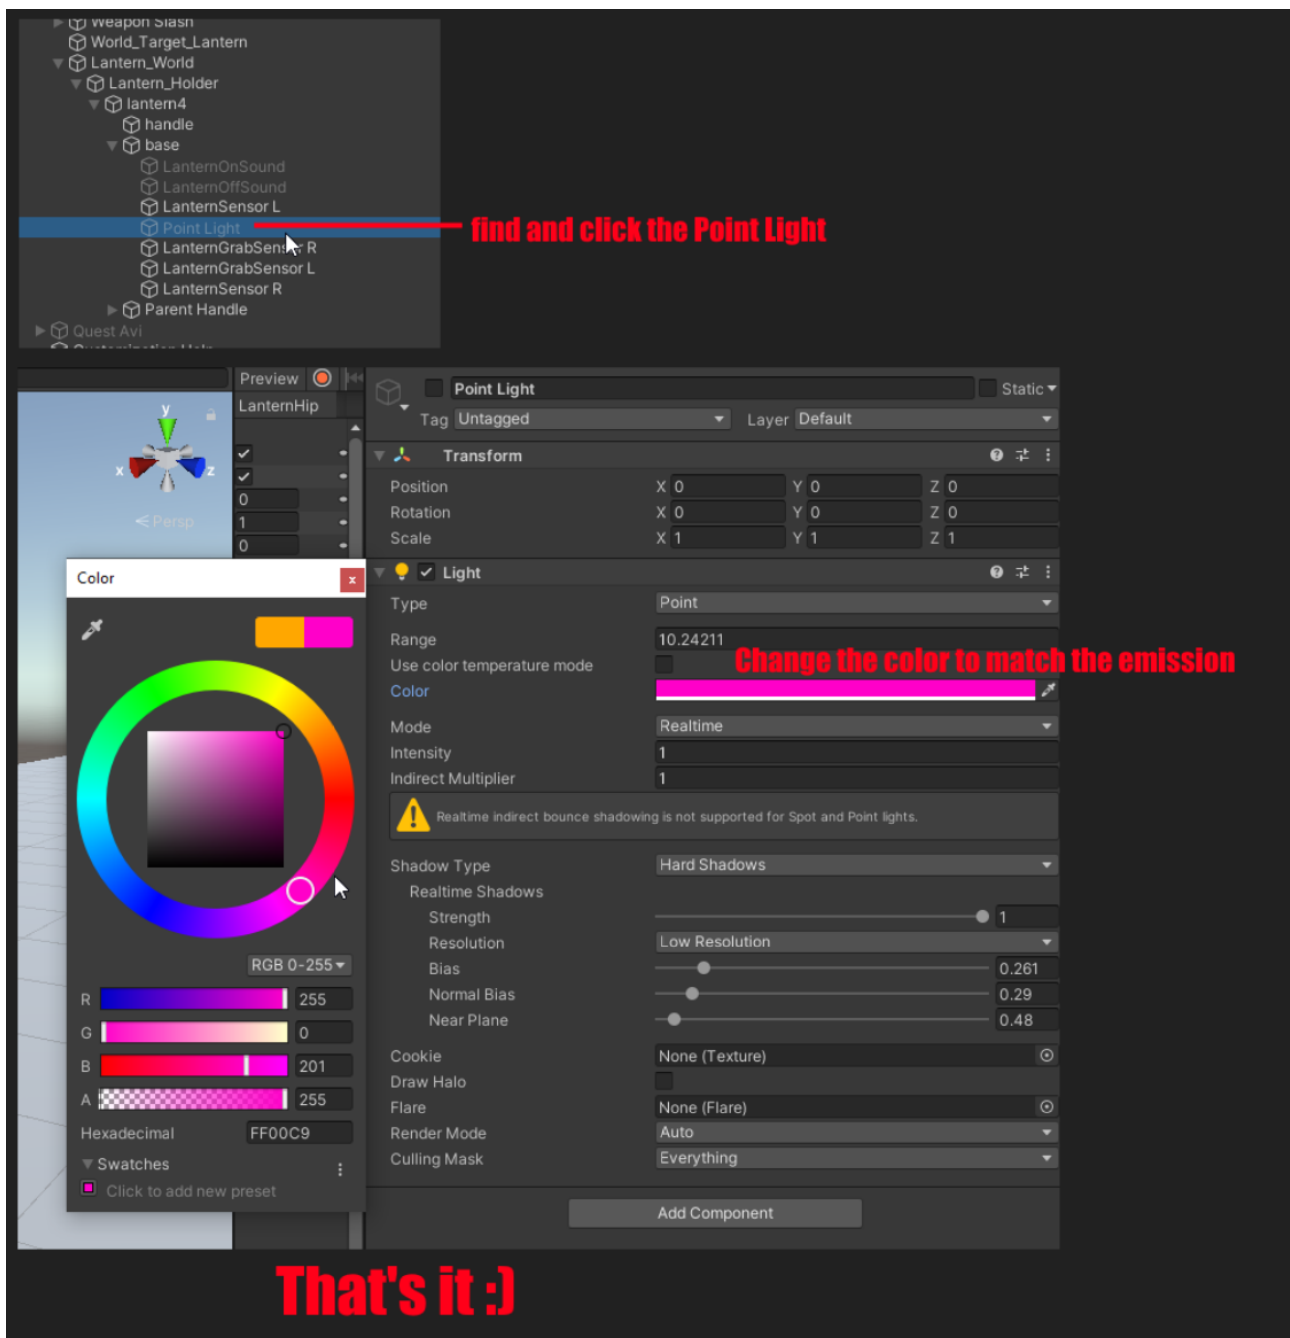 Weapon Slash
World_Target_Lantern
Lantern_World
Lantern_Holder
lantern4
handle
base
LanternOnSound
LanternOffSound
LanternSensor L
Point Light
find and click the Point Light
LanternGrabSensor R
LanternGrabSensor L
LanternSensor R
Parent Handle
Quest Avi
Preview
LanternHip
Point Light
Static
Tag Untagged Layer Default
y
x z
Persp
0
1
0
Transform
Position X 0 Y 0 Z 0
Rotation X 0 Y 0 Z 0
Scale X 1 Y 1 Z 1
Color x
Light
Type Point
Range 10.24211
Use color temperature mode
Change the color to match the emission
Color
Mode Realtime
Intensity 1
Indirect Multiplier 1
Realtime indirect bounce shadowing is not supported for Spot and Point lights.
Shadow Type Hard Shadows
Realtime Shadows
Strength 1
Resolution Low Resolution
Bias 0.261
Normal Bias 0.29
Near Plane 0.48
Cookie None (Texture)
Draw Halo
Flare None (Flare)
Render Mode Auto
Culling Mask Everything
Add Component
RGB 0-255
R 255
G 0
B 201
A 255
Hexadecimal FF00C9
Swatches
Click to add new preset
That's it :)